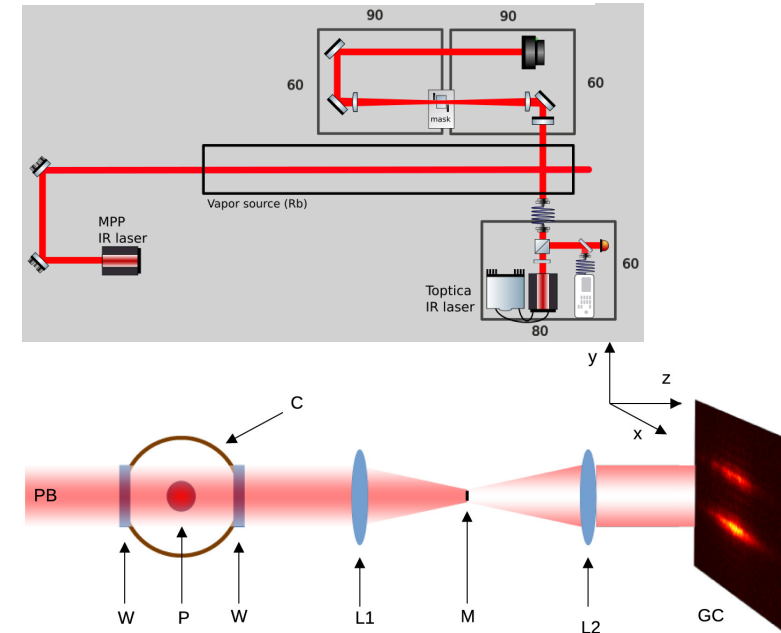 90 90
60 60
mask
Vapor source (Rb)
MPP
IR laser
Toptica
IR laser
60
80
y
z
x
C
PB
W P W L1 M L2 GC